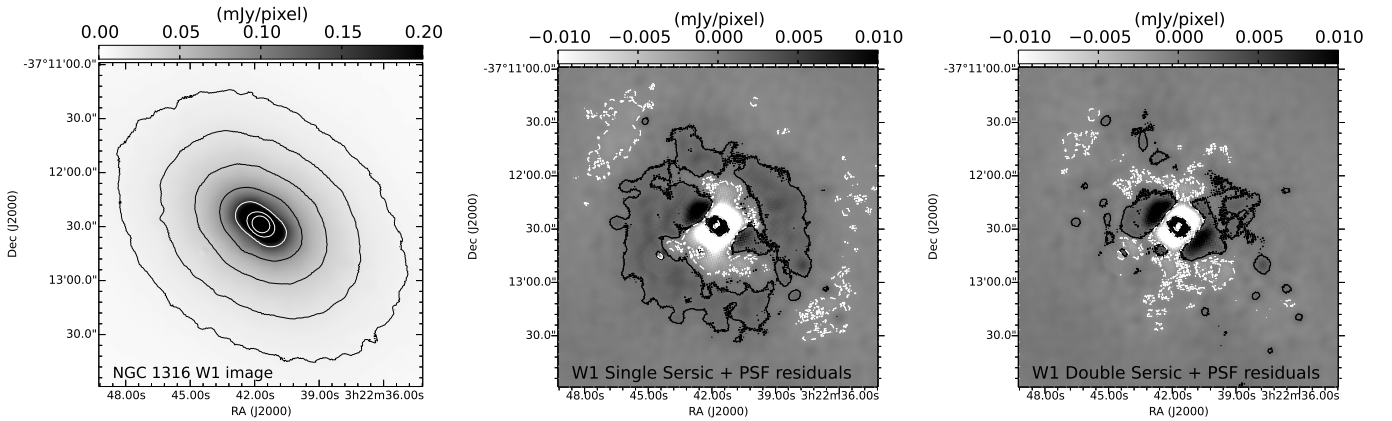 (mJy/pixel)
0.00 0.05 0.10 0.15 0.20
-37°11'00.0"
30.0"
12'00.0"
30.0"
13'00.0"
30.0"
Dec (J2000)
NGC 1316 W1 image
48.00s 45.00s 42.00s 39.00s 3h22m36.00s
RA (J2000)
(mJy/pixel)
−0.010 −0.005 0.000 0.005 0.010
-37°11'00.0"
30.0"
12'00.0"
30.0"
13'00.0"
30.0"
Dec (J2000)
W1 Single Sersic + PSF residuals
48.00s 45.00s 42.00s 39.00s 3h22m36.00s
RA (J2000)
(mJy/pixel)
−0.010 −0.005 0.000 0.005 0.010
-37°11'00.0"
30.0"
12'00.0"
30.0"
13'00.0"
30.0"
Dec (J2000)
W1 Double Sersic + PSF residuals
48.00s 45.00s 42.00s 39.00s 3h22m36.00s
RA (J2000)